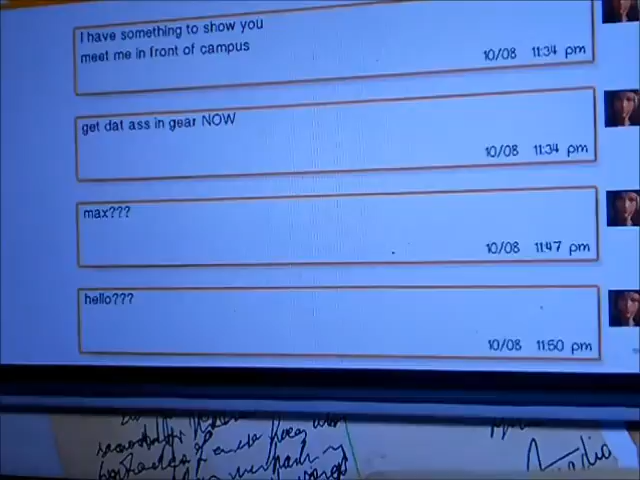 I have something to show you
meet me in front of campus
10/08 11:34 pm
get dat ass in gear NOW
10/08 11:34 pm
max???
10/08 11:47 pm
hello???
10/08 11:50 pm